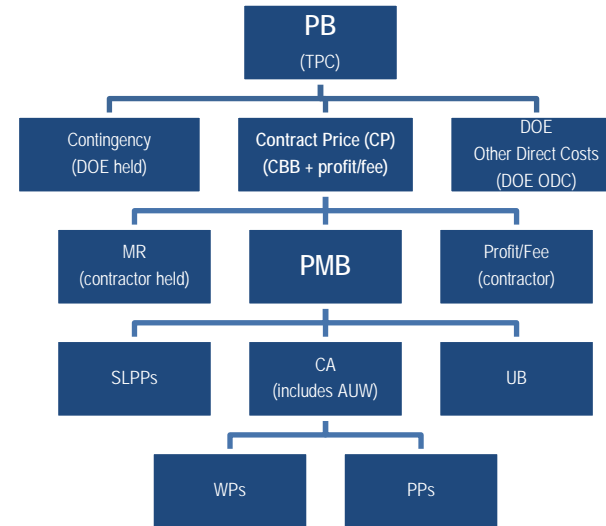 PB
(TPC)
Contingency
(DOE held)
Contract Price (CP)
(CBB + profit/fee)
DOE
Other Direct Costs
(DOE ODC)
MR
(contractor held)
PMB
Profit/Fee
(contractor)
SLPPs
CA
(includes AUW)
UB
WPs
PPs